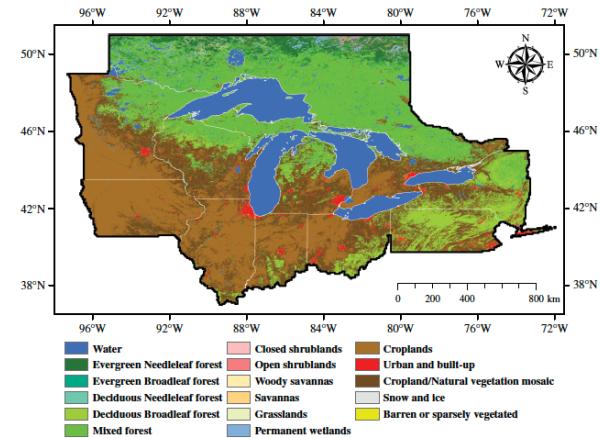 96°W 92°W 88°W 84°W 80°W 76°W 72°W
N
50°N 50°N
W E
S
46°N 46°N
42°N 42°N
38°N 38°N
0 200 400 800 km
96°W 92°W 88°W 84°W 80°W 76°W 72°W
Water Closed shrublands Croplands
Evergreen Needleleaf forest Open shrublands Urban and built-up
Evergreen Broadleaf forest Woody savannas Cropland/Natural vegetation mosaic
Deciduous Needleleaf forest Savannas Snow and ice
Deciduous Broadleaf forest Grasslands Barren or sparsely vegetated
Mixed forest Permanent wetlands